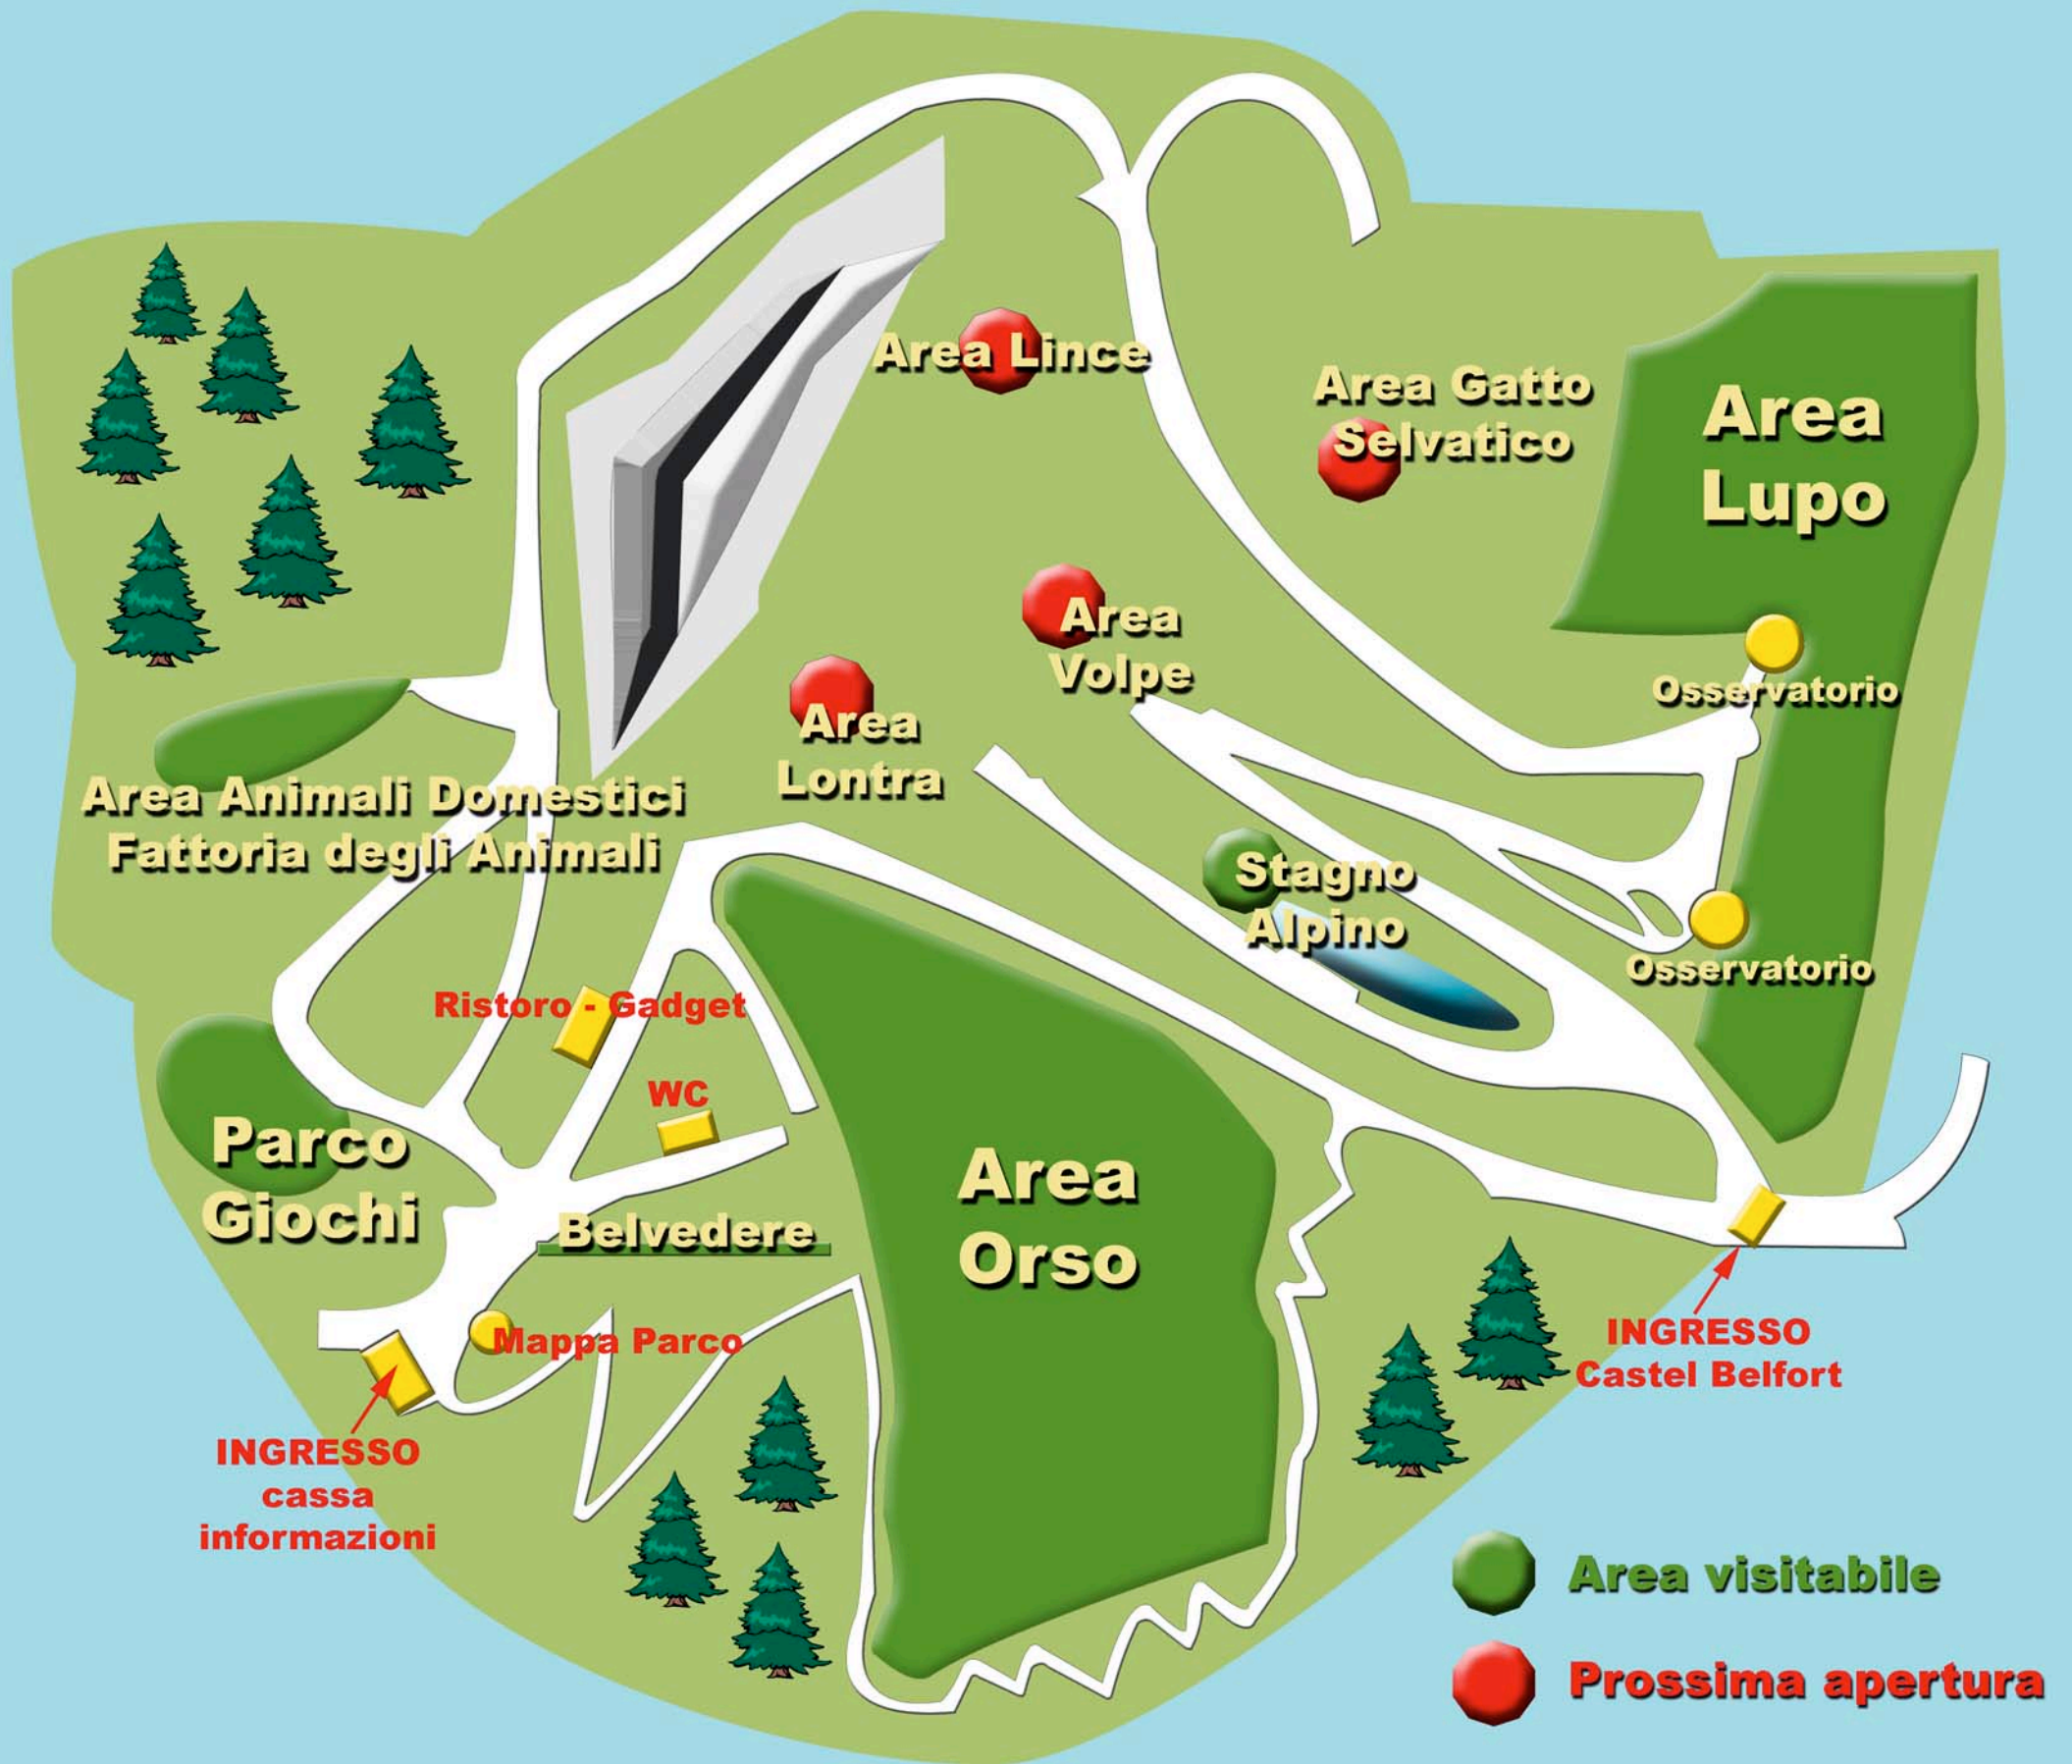 Area Lince
Area Gatto
Selvatico
Area
Lupo
Area
Volpe
Osservatorio
Area
Lontra
Area Animali Domestici
Fattoria degli Animali
Stagno
Alpino
Osservatorio
Ristoro - Gadget
WC
Parco
Giochi
Belvedere
Area
Orso
Mappa Parco
INGRESSO
Castel Belfort
INGRESSO
cassa
informazioni
Area visitabile
Prossima apertura